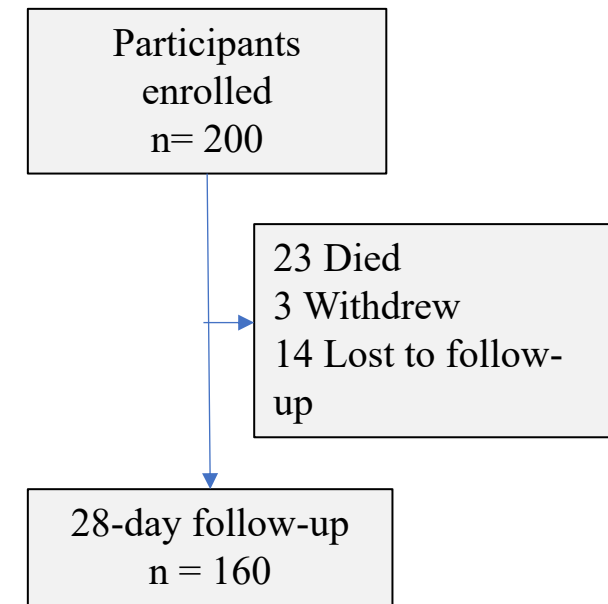 Participants
enrolled
n= 200
23 Died
3 Withdrew
14 Lost to follow-
up
28-day follow-up
n = 160